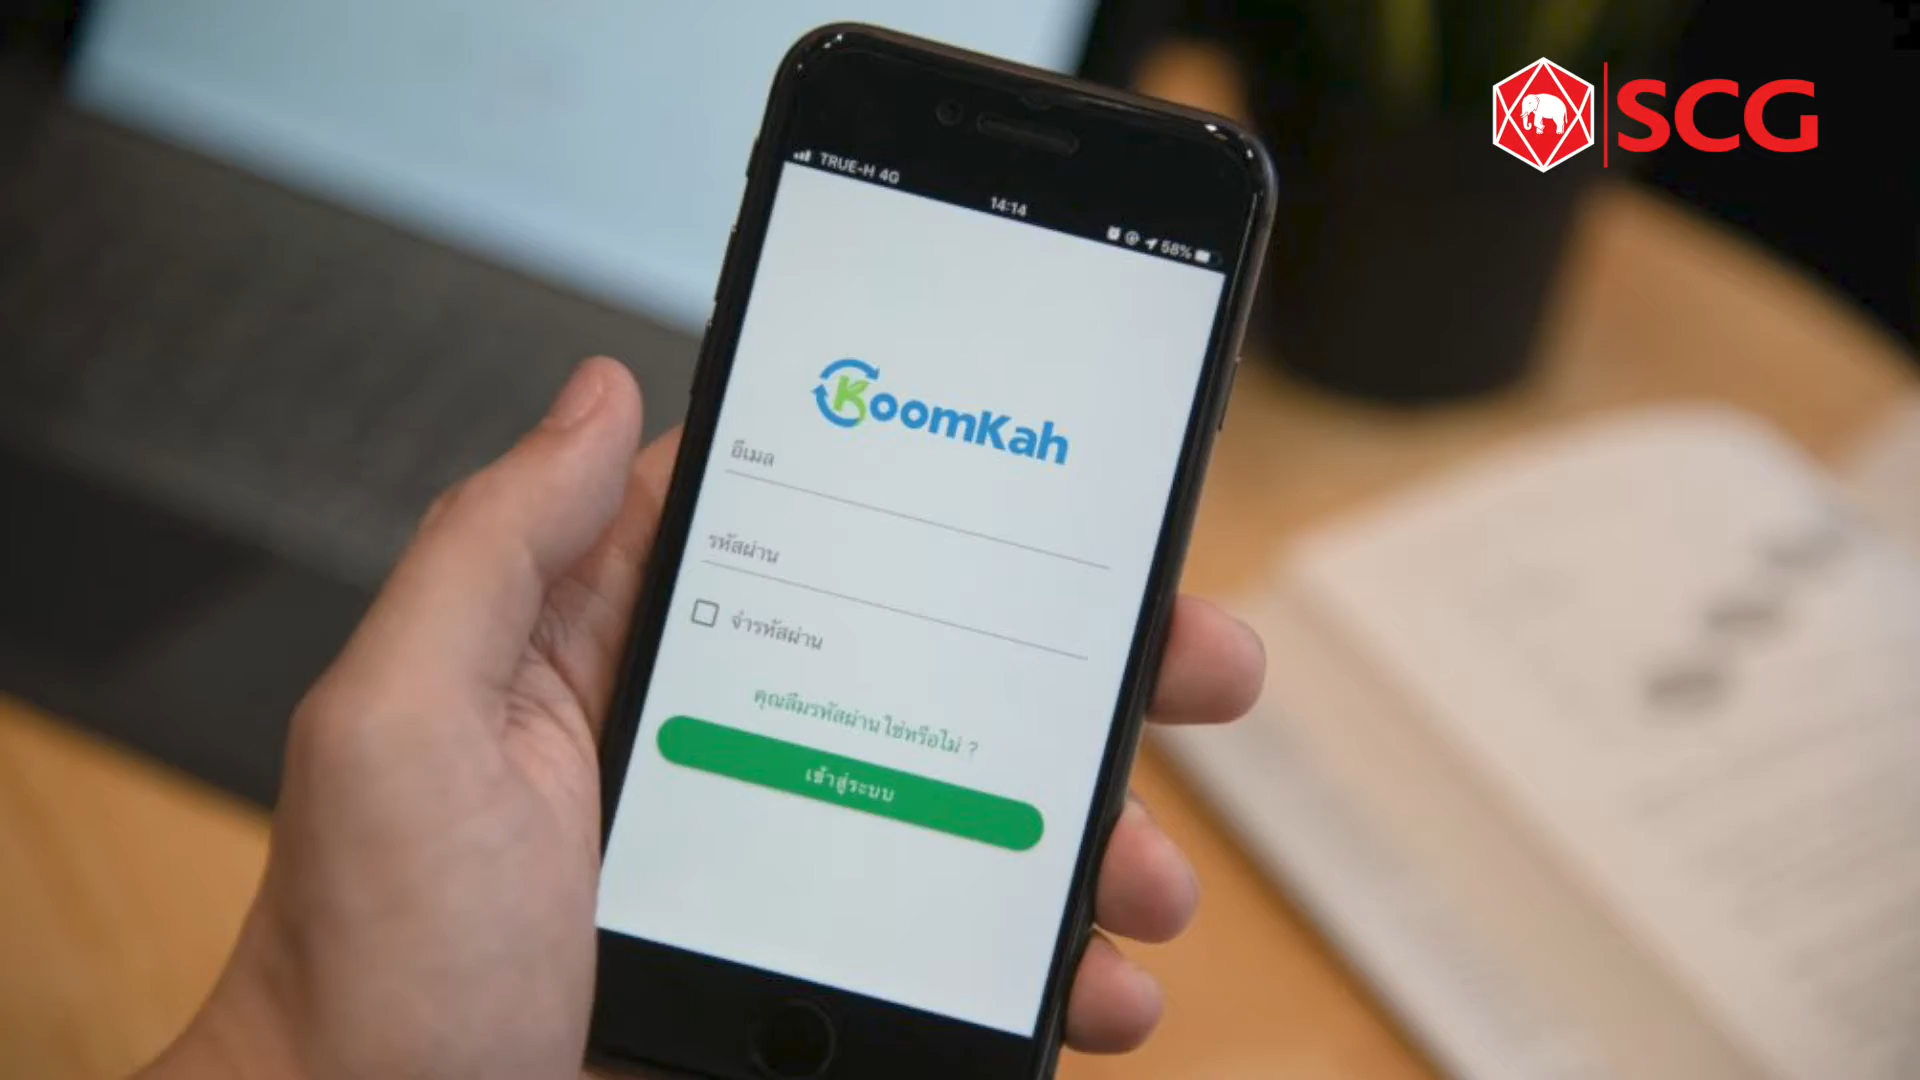 SCG
TRUE-H 4G
14:14
58%
KoomKah
อีเมล
รหัสผ่าน
จำรหัสผ่าน
คุณลืมรหัสผ่าน ใช่หรือไม่ ?
เข้าสู่ระบบ